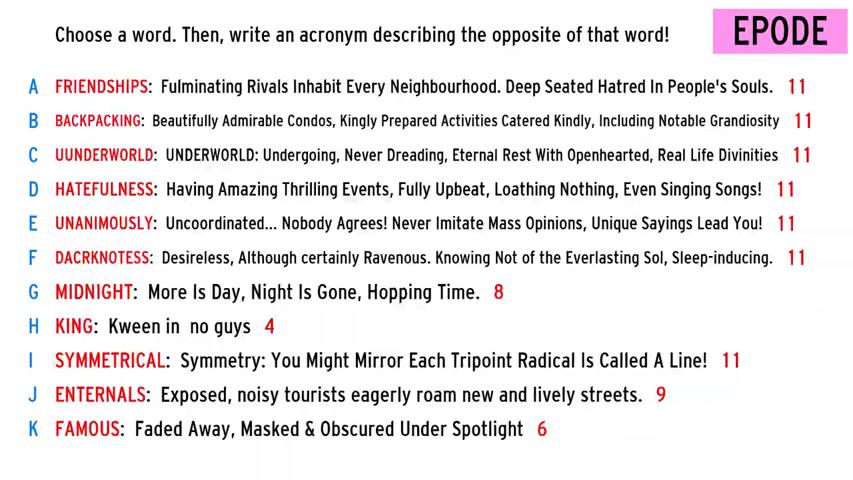 Choose a word. Then, write an acronym describing the opposite of that word!
EPODE
A FRIENDSHIPS: Fulminating Rivals Inhabit Every Neighbourhood. Deep Seated Hatred In People's Souls. 11
B BACKPACKING: Beautifully Admirable Condos, Kingly Prepared Activities Catered Kindly, Including Notable Grandiosity 11
C UUNDERWORLD: UNDERWORLD: Undergoing, Never Dreading, Eternal Rest With Openhearted, Real Life Divinities 11
D HATEFULNESS: Having Amazing Thrilling Events, Fully Upbeat, Loathing Nothing, Even Singing Songs! 11
E UNANIMOUSLY: Uncoordinated... Nobody Agrees! Never Imitate Mass Opinions, Unique Sayings Lead You! 11
F DACRKNOTESS: Desireless, Although certainly Ravenous. Knowing Not of the Everlasting Sol, Sleep-inducing. 11
G MIDNIGHT: More Is Day, Night Is Gone, Hopping Time. 8
H KING: Kween in no guys 4
I SYMMETRICAL: Symmetry: You Might Mirror Each Tripoint Radical Is Called A Line! 11
J ENTERNALS: Exposed, noisy tourists eagerly roam new and lively streets. 9
K FAMOUS: Faded Away, Masked & Obscured Under Spotlight 6